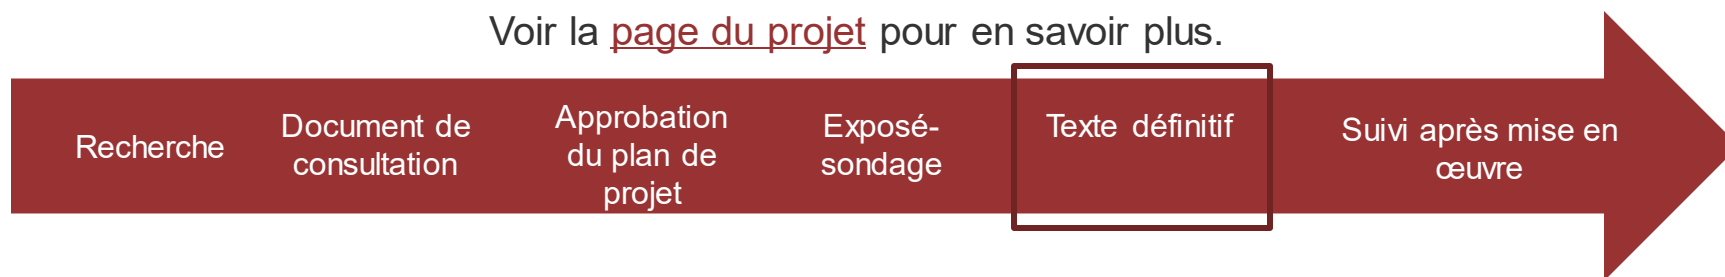 Voir la page du projet pour en savoir plus.
Recherche
Document de
consultation
Approbation
du plan de
projet
Exposé-
sondage
Texte définitif
Suivi après mise en
œuvre